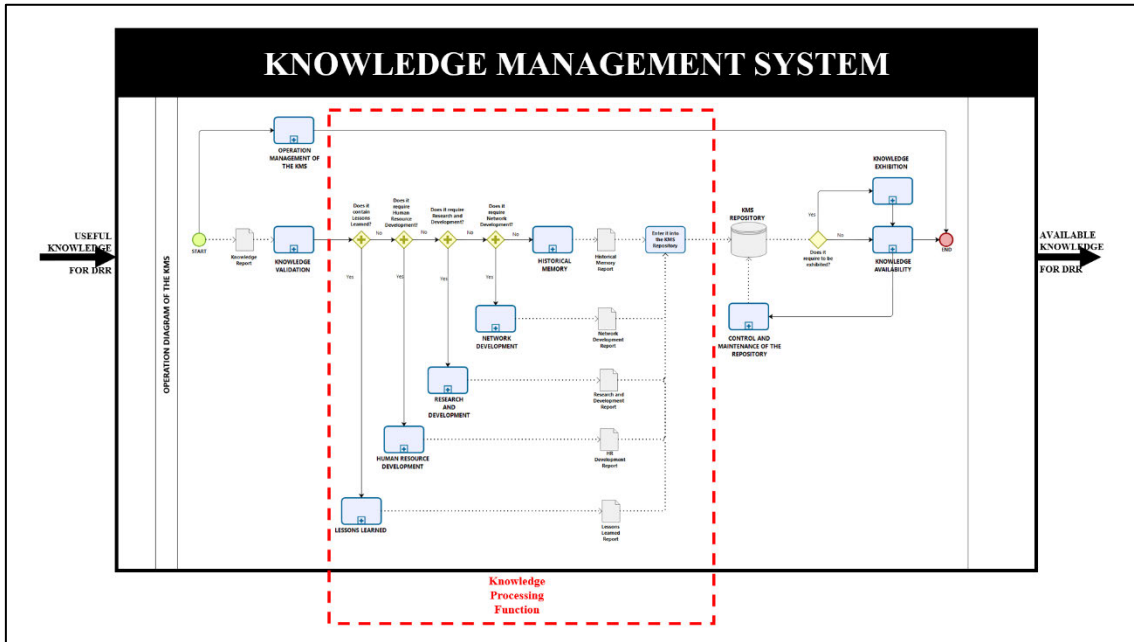 KNOWLEDGE MANAGEMENT SYSTEM
USEFUL
KNOWLEDGE
FOR DRR
OPERATION DIAGRAM OF THE KMS
OPERATION
MANAGEMENT OF
THE KMS
START
Knowledge
Report
KNOWLEDGE
VALIDATION
Does it
contain
Lessons
Learned?
No
Yes
Does it
require
Human
Resource
Development?
No
Yes
Does it require
Research and
Development?
No
Yes
Does it
require
Network
Development?
No
Yes
HISTORICAL
MEMORY
Historical
Memory
Report
Enter it into
the KMS
Repository
NETWORK
DEVELOPMENT
Network
Development
Report
RESEARCH
AND
DEVELOPMENT
Research and
Development
Report
HUMAN RESOURCE
DEVELOPMENT
HR
Development
Report
LESSONS LEARNED
Lessons
Learned
Report
KMS
REPOSITORY
Does it
require to be
exhibited?
Yes
No
KNOWLEDGE
EXHIBITION
KNOWLEDGE
AVAILABILITY
END
CONTROL AND
MAINTENANCE OF THE
REPOSITORY
AVAILABLE
KNOWLEDGE
FOR DRR
Knowledge
Processing
Function